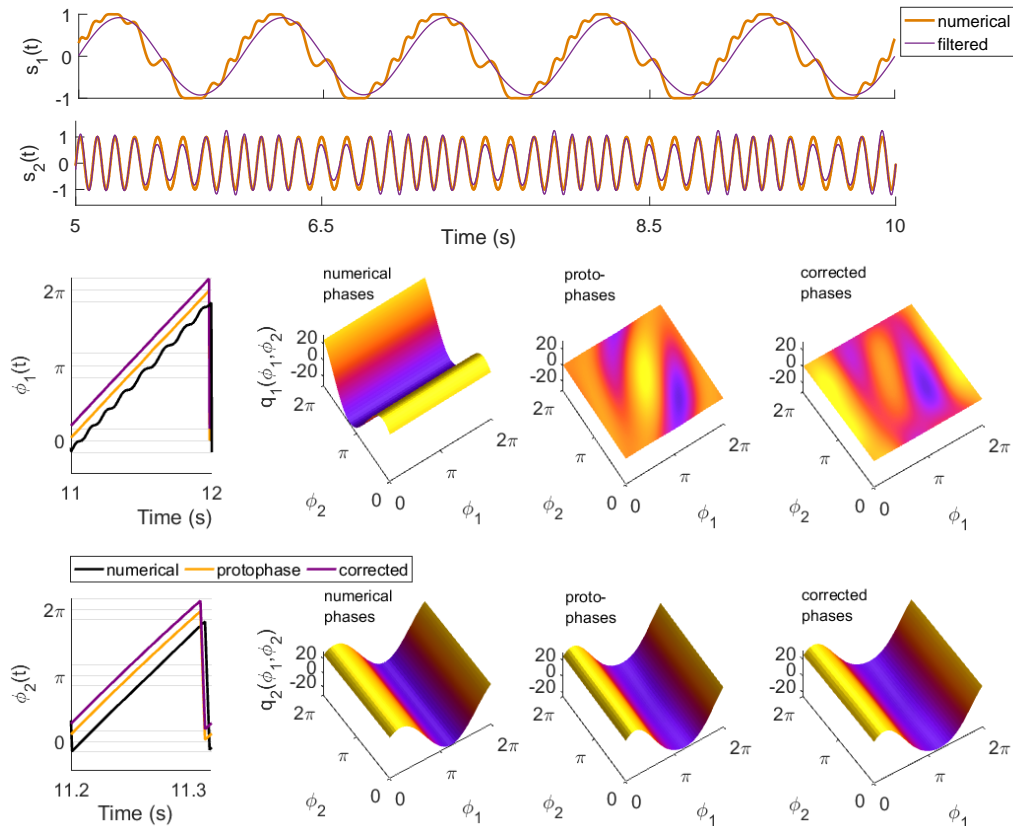 numerical
filtered
s1(t)
1
0
-1
s2(t)
1
0
-1
5
6.5
8.5
10
Time (s)
ϕ1(t)
2π
π
0
11
12
Time (s)
numerical
phases
q1(ϕ1,ϕ2)
20
0
-20
2π
π
0
ϕ2
0
π
2π
ϕ1
proto-
phases
20
0
-20
2π
π
0
ϕ2
0
π
2π
ϕ1
corrected
phases
20
0
-20
2π
π
0
ϕ2
0
π
2π
ϕ1
numerical protophase corrected
ϕ2(t)
2π
π
0
11.2
11.3
Time (s)
numerical
phases
q2(ϕ1,ϕ2)
20
0
-20
2π
π
0
ϕ2
0
π
2π
ϕ1
proto-
phases
20
0
-20
2π
π
0
ϕ2
0
π
2π
ϕ1
corrected
phases
20
0
-20
2π
π
0
ϕ2
0
π
2π
ϕ1